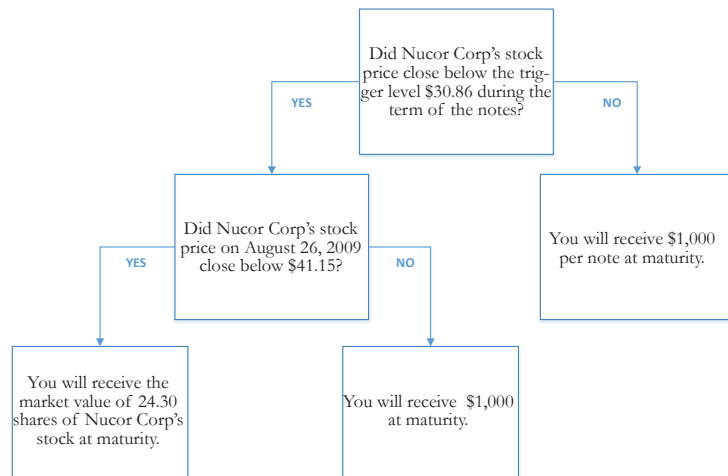 Did Nucor Corp's stock
price close below the trig-
ger level $30.86 during the
term of the notes?
YES
NO
Did Nucor Corp's stock
price on August 26, 2009
close below $41.15?
You will receive $1,000
per note at maturity.
YES
NO
You will receive the
market value of 24.30
shares of Nucor Corp's
stock at maturity.
You will receive $1,000
at maturity.